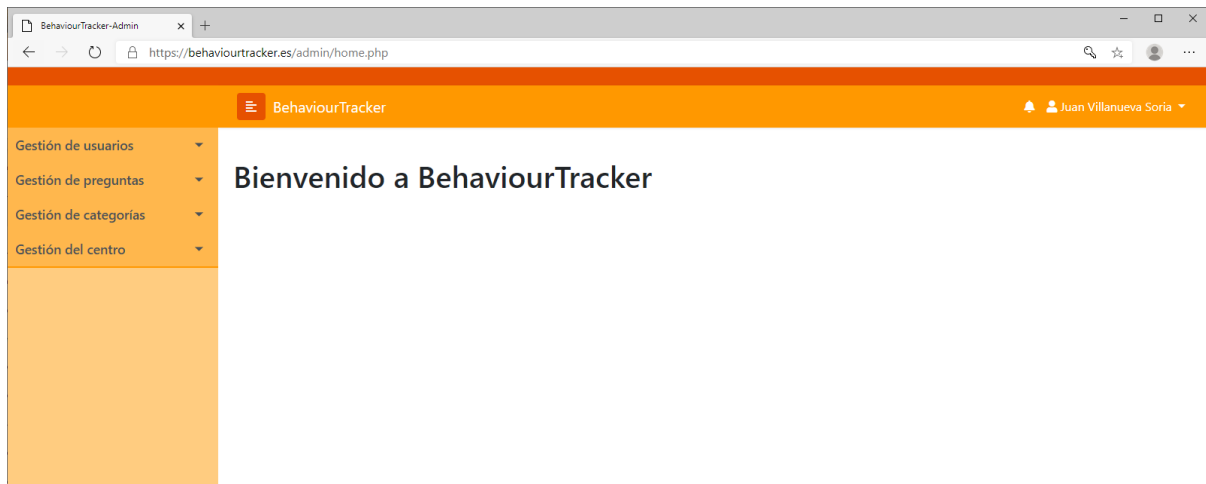 BehaviourTracker-Admin
https://behaviourtracker.es/admin/home.php
BehaviourTracker
Juan Villanueva Soria
Gestión de usuarios
Gestión de preguntas
Gestión de categorías
Gestión del centro
Bienvenido a BehaviourTracker